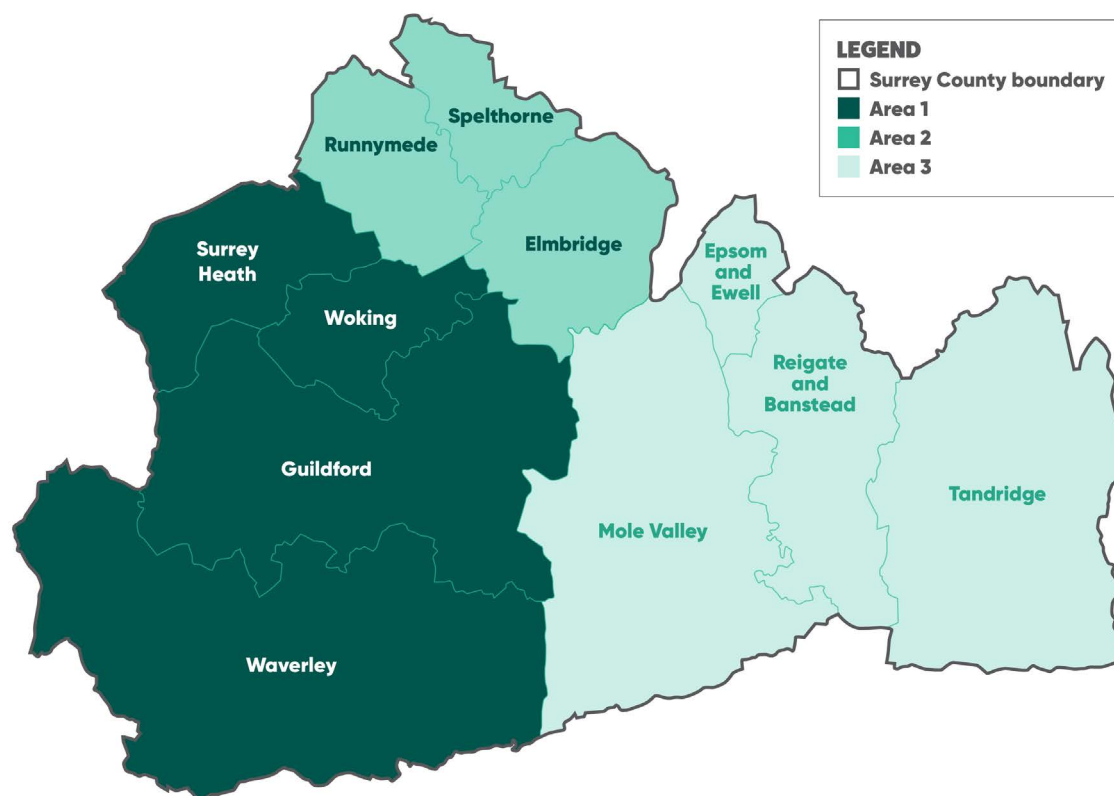 LEGEND
Surrey County boundary
Area 1
Area 2
Area 3
Spelthorne
Runnymede
Elmbridge
Surrey
Heath
Epsom
and
Ewell
Woking
Reigate
and
Banstead
Guildford
Tandridge
Mole Valley
Waverley